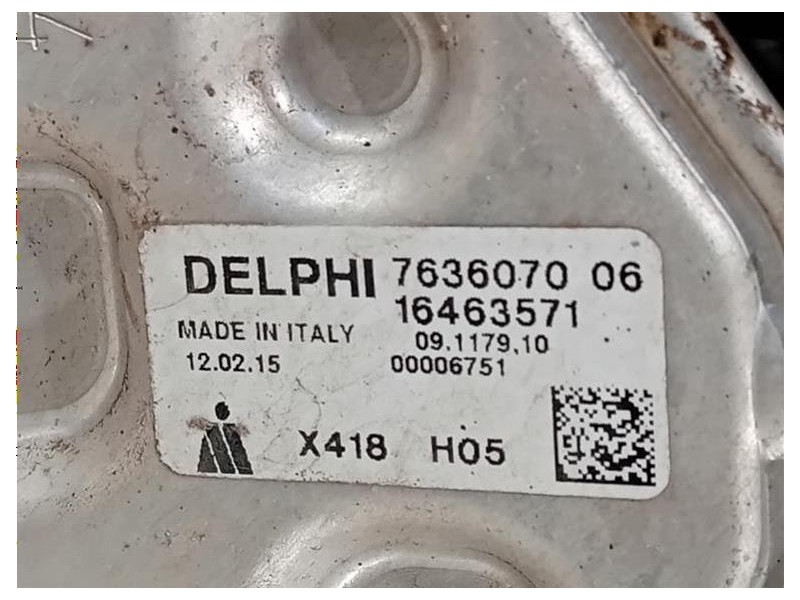 DELPHI 7636070 06
16463571
MADE IN ITALY 09.1179,10
12.02.15 00006751
X418 H05